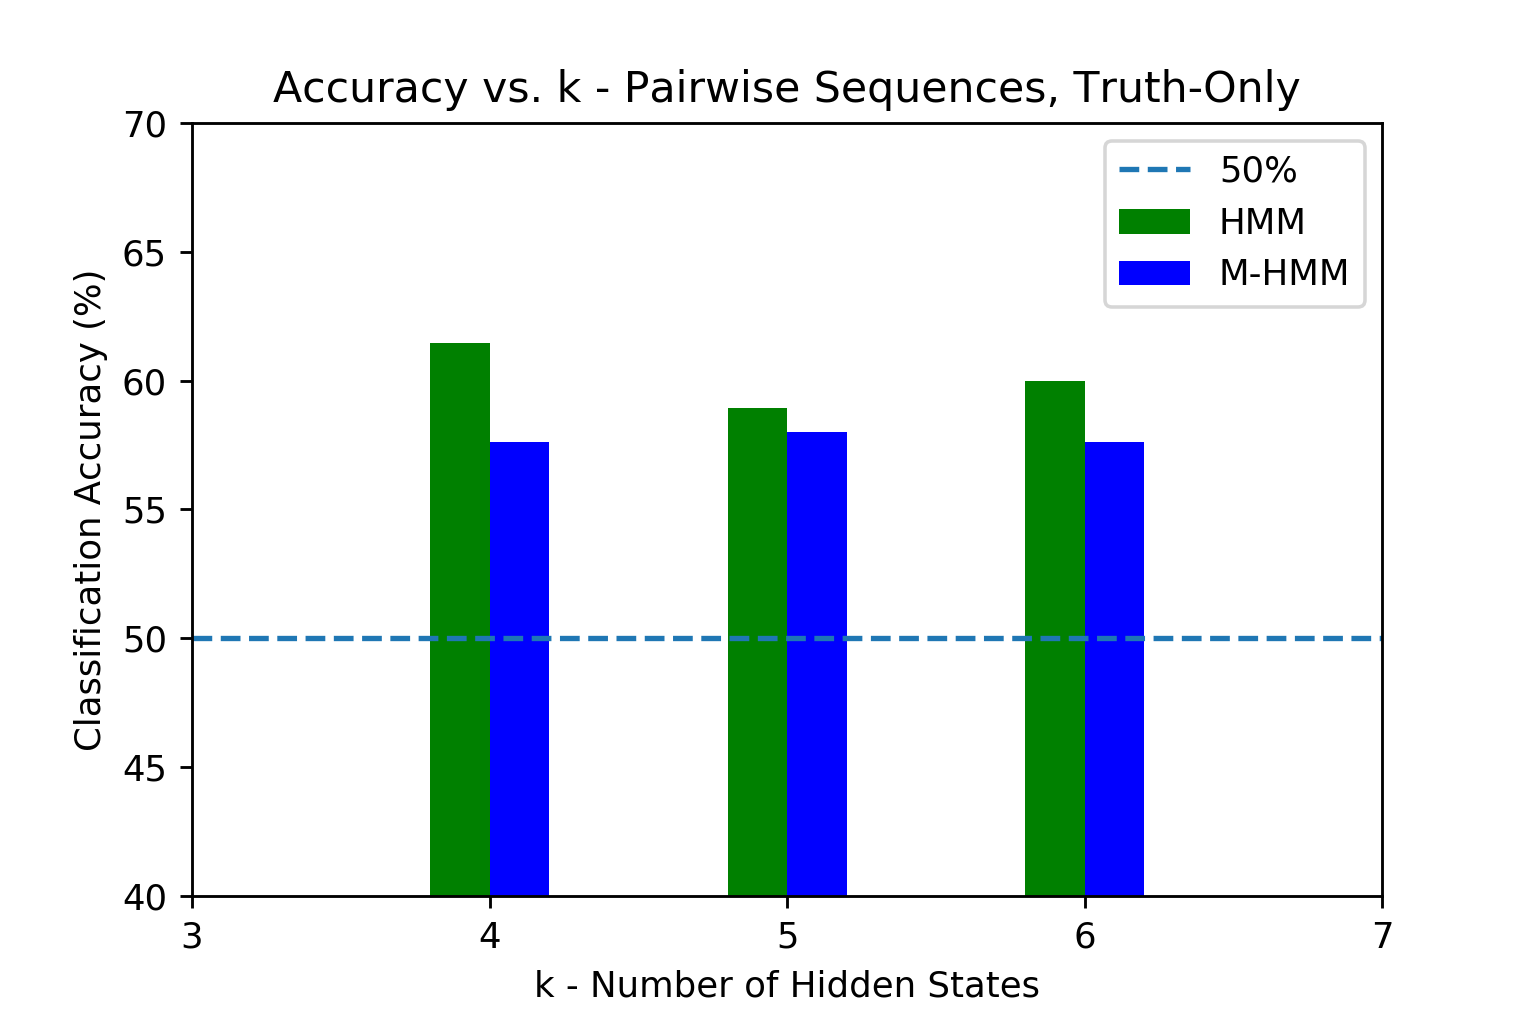 Accuracy vs. k - Pairwise Sequences, Truth-Only
50%
HMM
M-HMM
Classification Accuracy (%)
70
65
60
55
50
45
40
3 4 5 6 7
k - Number of Hidden States